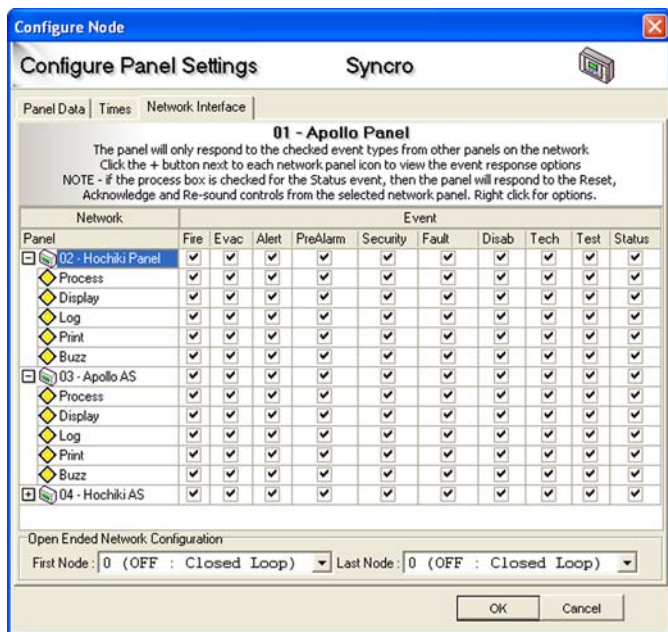 Configure Node
Configure Panel Settings Syncro
Panel Data Times Network Interface
01 - Apollo Panel
The panel will only respond to the checked event types from other panels on the network
Click the + button next to each network panel icon to view the event response options
NOTE - if the process box is checked for the Status event, then the panel will respond to the Reset,
Acknowledge and Re-sound controls from the selected network panel. Right click for options.
Network Event
Panel Fire Evac Alert PreAlarm Security Fault Disab Tech Test Status
02 - Hochiki Panel
Process
Display
Log
Print
Buzz
03 - Apollo AS
Process
Display
Log
Print
Buzz
04 - Hochiki AS
Open Ended Network Configuration
First Node : 0 (OFF : Closed Loop) Last Node : 0 (OFF : Closed Loop)
OK Cancel